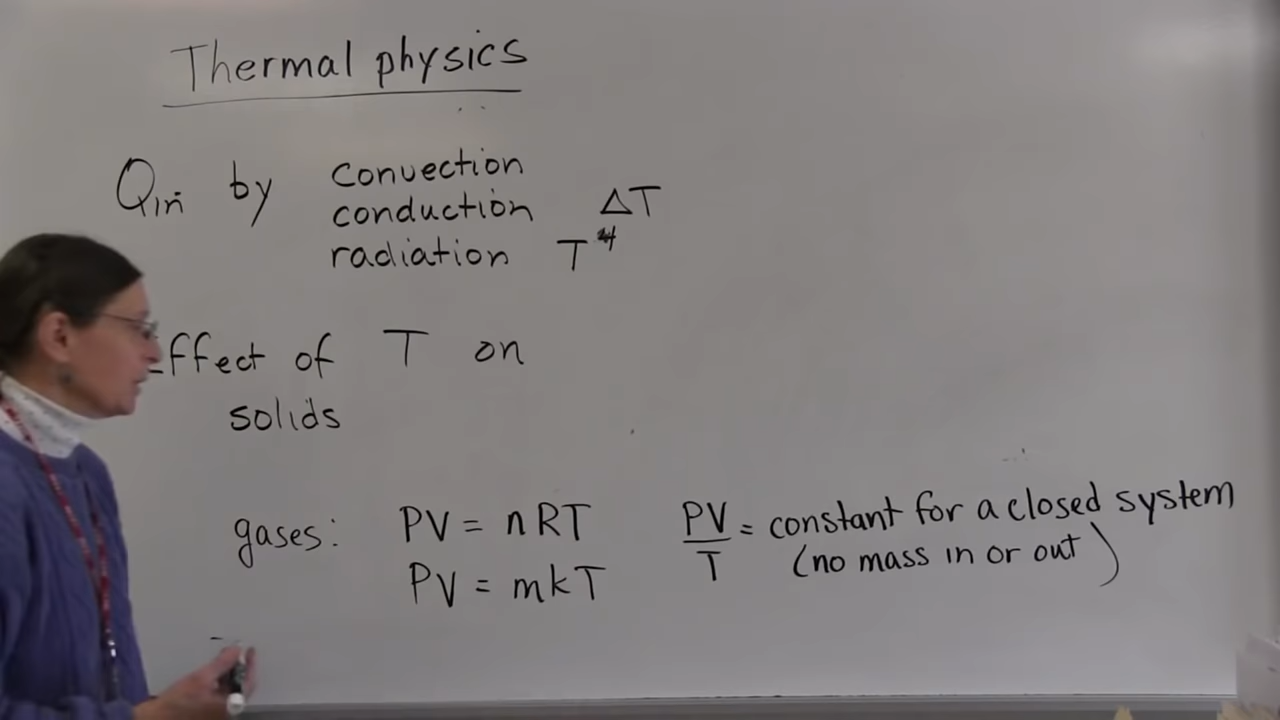 Thermal physics
Qin by convection
conduction ΔT
radiation T⁴
Effect of T on
solids
gases: PV = nRT PV/T = constant for a closed system
PV = mkT (no mass in or out)